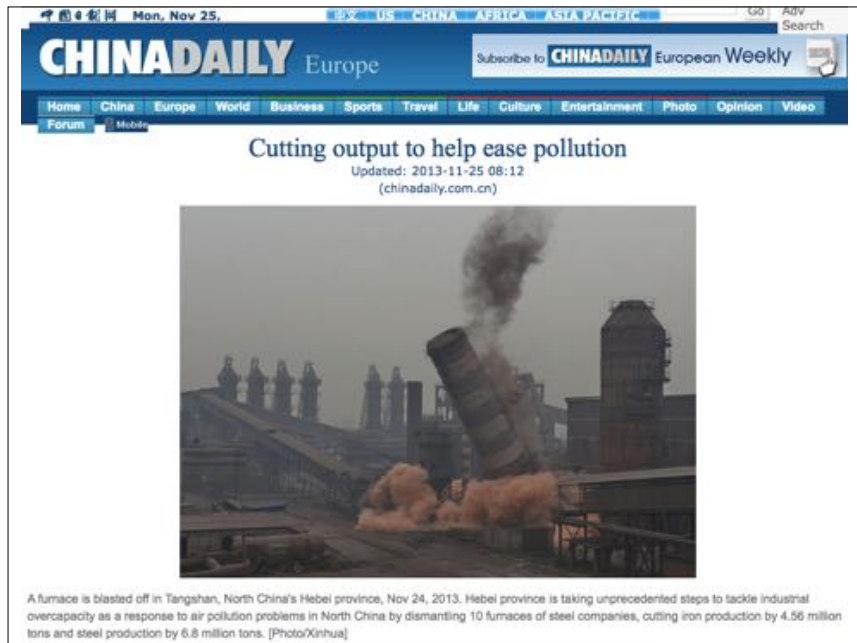 Mon, Nov 25,
中文 US CHINA AFRICA ASIA PACIFIC
Go Adv
Search
CHINADAILY Europe
Subscribe to CHINADAILY European Weekly
Home China Europe World Business Sports Travel Life Culture Entertainment Photo Opinion Video
Forum Mobile
Cutting output to help ease pollution
Updated: 2013-11-25 08:12
(chinadaily.com.cn)
A furnace is blasted off in Tangshan, North China's Hebei province, Nov 24, 2013. Hebei province is taking unprecedented steps to tackle industrial
overcapacity as a response to air pollution problems in North China by dismantling 10 furnaces of steel companies, cutting iron production by 4.56 million
tons and steel production by 6.8 million tons. [Photo/Xinhua]